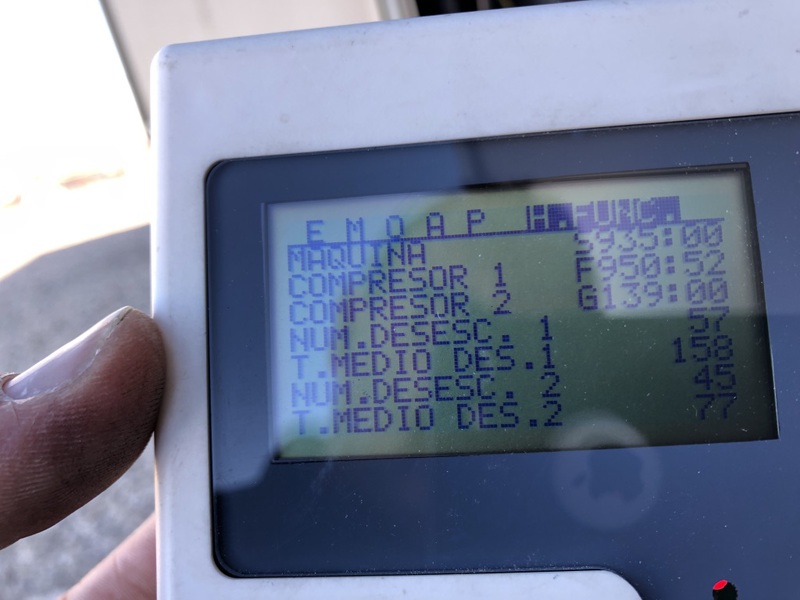 E M O A P H.FUNC.
MAQUINA S935:00
COMPRESOR 1 F950:52
COMPRESOR 2 G139:00
NUM.DESESC. 1 57
T.MEDIO DES.1 158
NUM.DESESC. 2 45
T.MEDIO DES.2 77